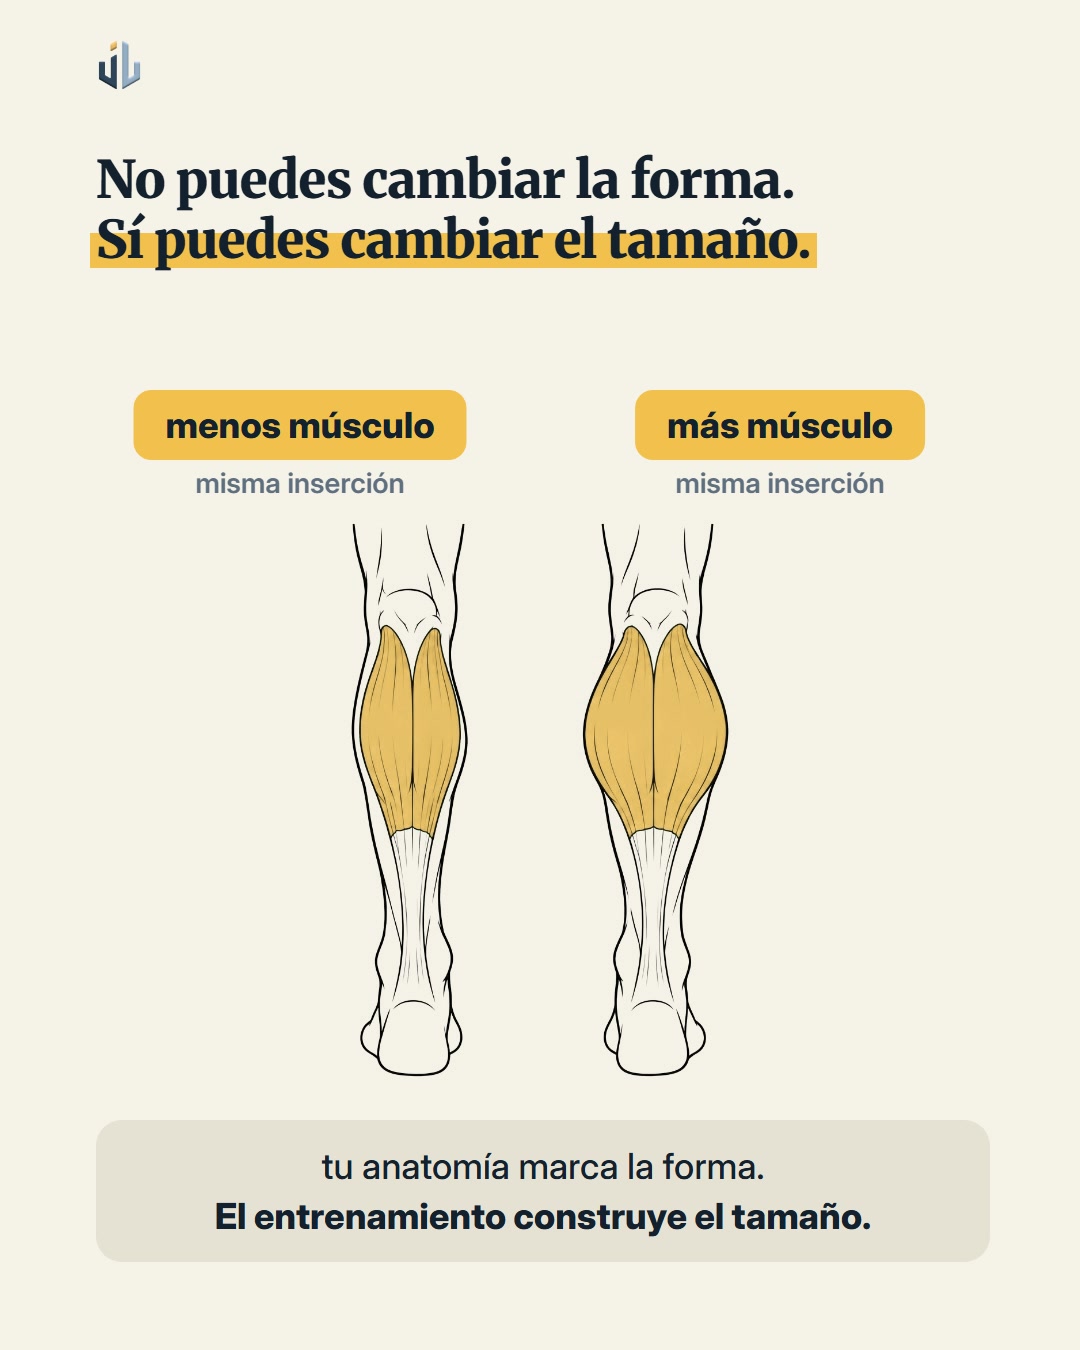 No puedes cambiar la forma.
Sí puedes cambiar el tamaño.
menos músculo
misma inserción
más músculo
misma inserción
tu anatomía marca la forma.
El entrenamiento construye el tamaño.